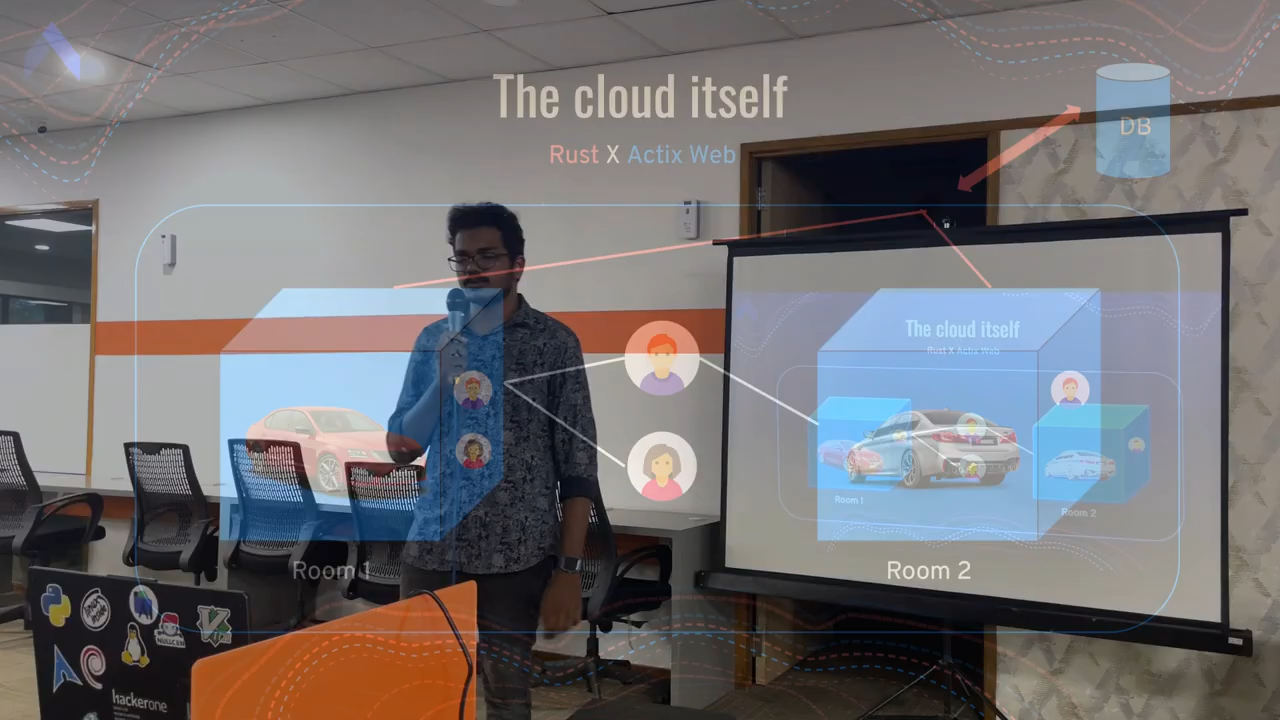 The cloud itself
Rust X Actix Web
DB
The cloud itself
Rust X Actix Web
Room 1
Room 2
Room 1
Room 2
NULLCON
hackerone